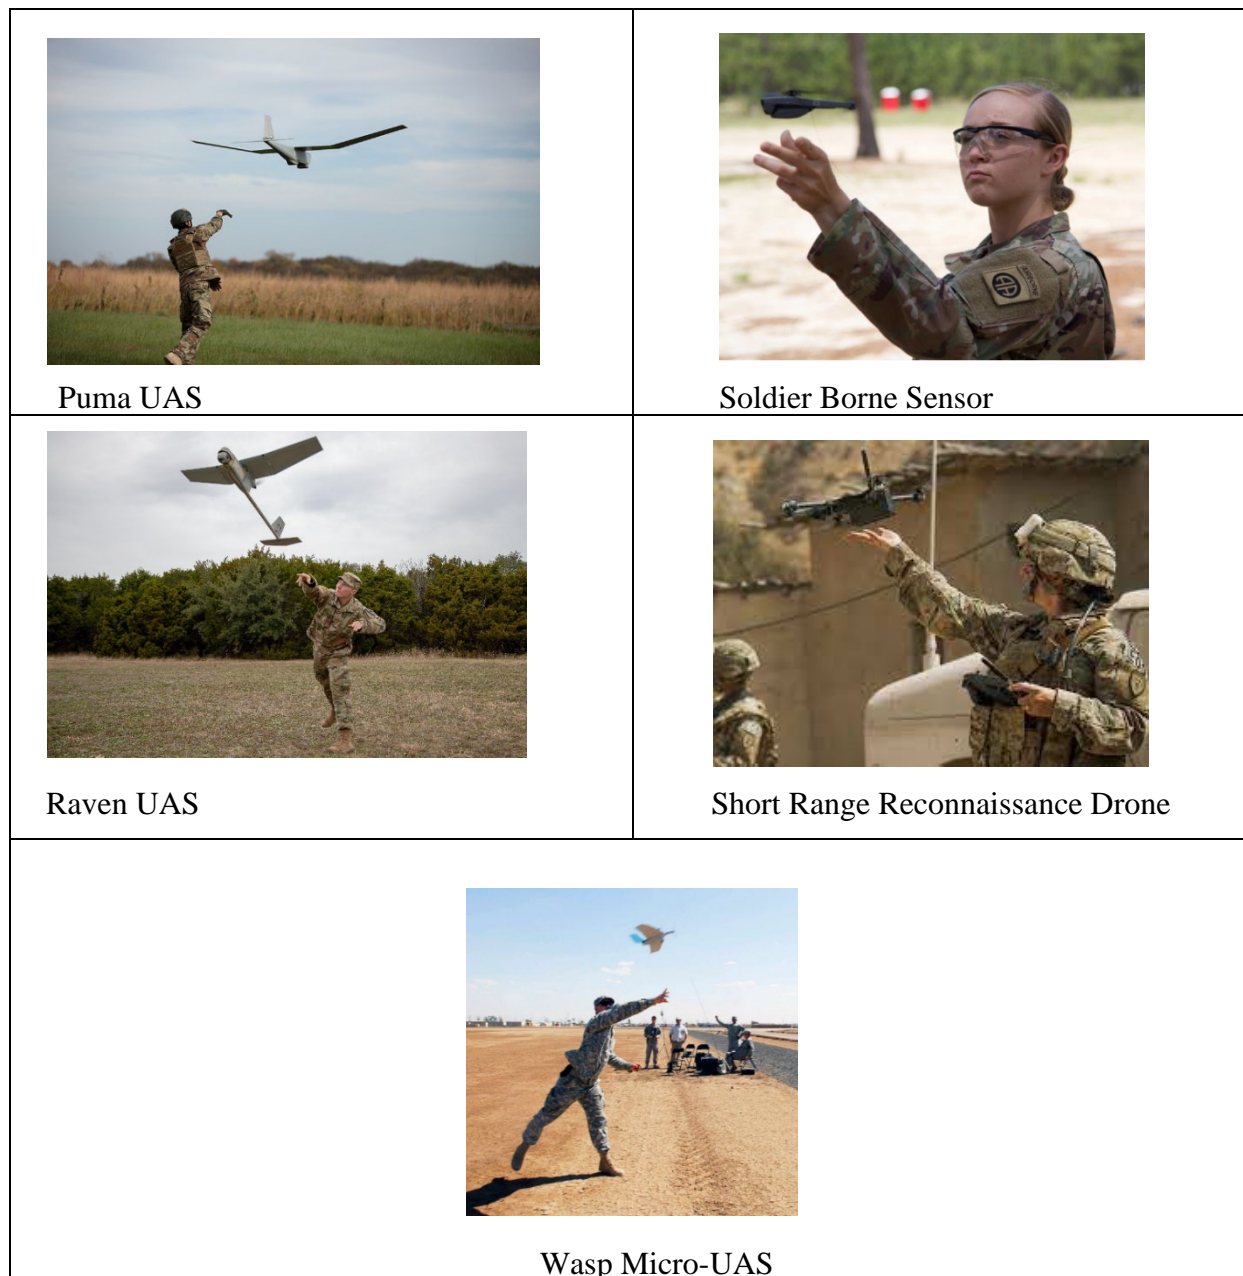 Puma UAS
Soldier Borne Sensor
Raven UAS
Short Range Reconnaissance Drone
Wasp Micro-UAS